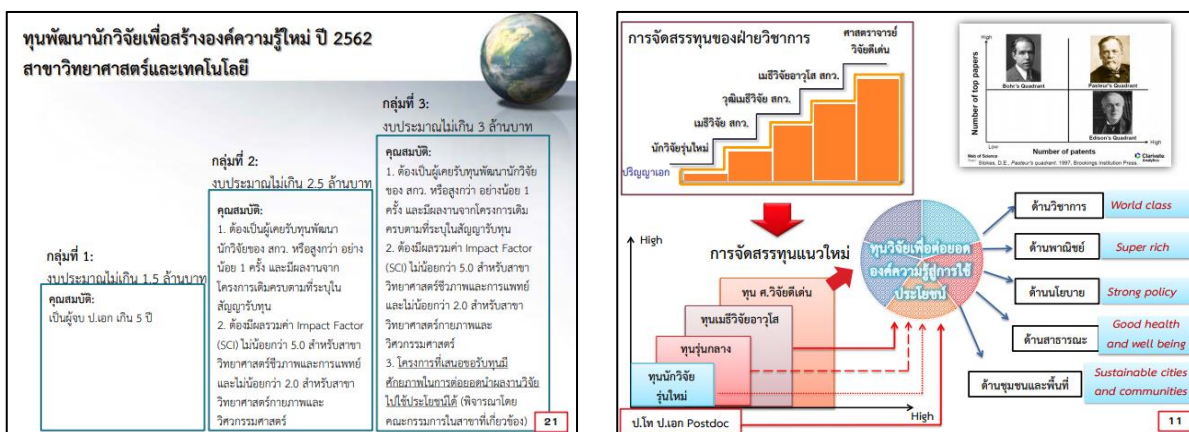 ทุนพัฒนานักวิจัยเพื่อสร้างองค์ความรู้ใหม่ ปี 2562
สาขาวิทยาศาสตร์และเทคโนโลยี
กลุ่มที่ 1:
งบประมาณไม่เกิน 1.5 ล้านบาท
คุณสมบัติ:
เป็นผู้จบ ป.เอก เกิน 5 ปี
กลุ่มที่ 2:
งบประมาณไม่เกิน 2.5 ล้านบาท
คุณสมบัติ:
1. ต้องเป็นผู้เคยรับทุนพัฒนา
นักวิจัยของ สกว. หรือสูงกว่า อย่าง
น้อย 1 ครั้ง และมีผลงานจาก
โครงการเดิมครบตามที่ระบุใน
สัญญารับทุน
2. ต้องมีผลรวมค่า Impact Factor
(SCI) ไม่น้อยกว่า 5.0 สำหรับสาขา
วิทยาศาสตร์ชีวภาพและการแพทย์
และไม่น้อยกว่า 2.0 สำหรับสาขา
วิทยาศาสตร์กายภาพและ
วิศวกรรมศาสตร์
กลุ่มที่ 3:
งบประมาณไม่เกิน 3 ล้านบาท
คุณสมบัติ:
1. ต้องเป็นผู้เคยรับทุนพัฒนานักวิจัย
ของ สกว. หรือสูงกว่า อย่างน้อย 1
ครั้ง และมีผลงานจากโครงการเดิม
ครบตามที่ระบุในสัญญารับทุน
2. ต้องมีผลรวมค่า Impact Factor
(SCI) ไม่น้อยกว่า 5.0 สำหรับสาขา
วิทยาศาสตร์ชีวภาพและการแพทย์
และไม่น้อยกว่า 2.0 สำหรับสาขา
วิทยาศาสตร์กายภาพและ
วิศวกรรมศาสตร์
3. โครงการที่เสนอขอรับทุนมี
ศักยภาพในการต่อยอดนำผลงานวิจัย
ไปใช้ประโยชน์ได้ (พิจารณาโดย
คณะกรรมการในสาขาที่เกี่ยวข้อง)
21
การจัดสรรทุนของฝ่ายวิชาการ
ศาสตราจารย์
วิจัยดีเด่น
เมธีวิจัยอาวุโส สกว.
วุฒิเมธีวิจัย สกว.
เมธีวิจัย สกว.
นักวิจัยรุ่นใหม่
ปริญญาเอก
High
Number of top papers
Bohr's Quadrant
Pasteur's Quadrant
Edison's Quadrant
Low
High
Number of patents
Web of Science
Stokes, D.E., Pasteur's quadrant. 1997. Brookings Institution Press.
Clarivate
Analytics
High
การจัดสรรทุนแนวใหม่
ทุน ศ.วิจัยดีเด่น
ทุนเมธีวิจัยอาวุโส
ทุนรุ่นกลาง
ทุนนักวิจัย
รุ่นใหม่
ป.โท ป.เอก Postdoc
High
ทุนวิจัยเพื่อต่อยอด
องค์ความรู้สู่การใช้
ประโยชน์
ด้านวิชาการ
World class
ด้านพาณิชย์
Super rich
ด้านนโยบาย
Strong policy
ด้านสาธารณะ
Good health
and well being
ด้านชุมชนและพื้นที่
Sustainable cities
and communities
11